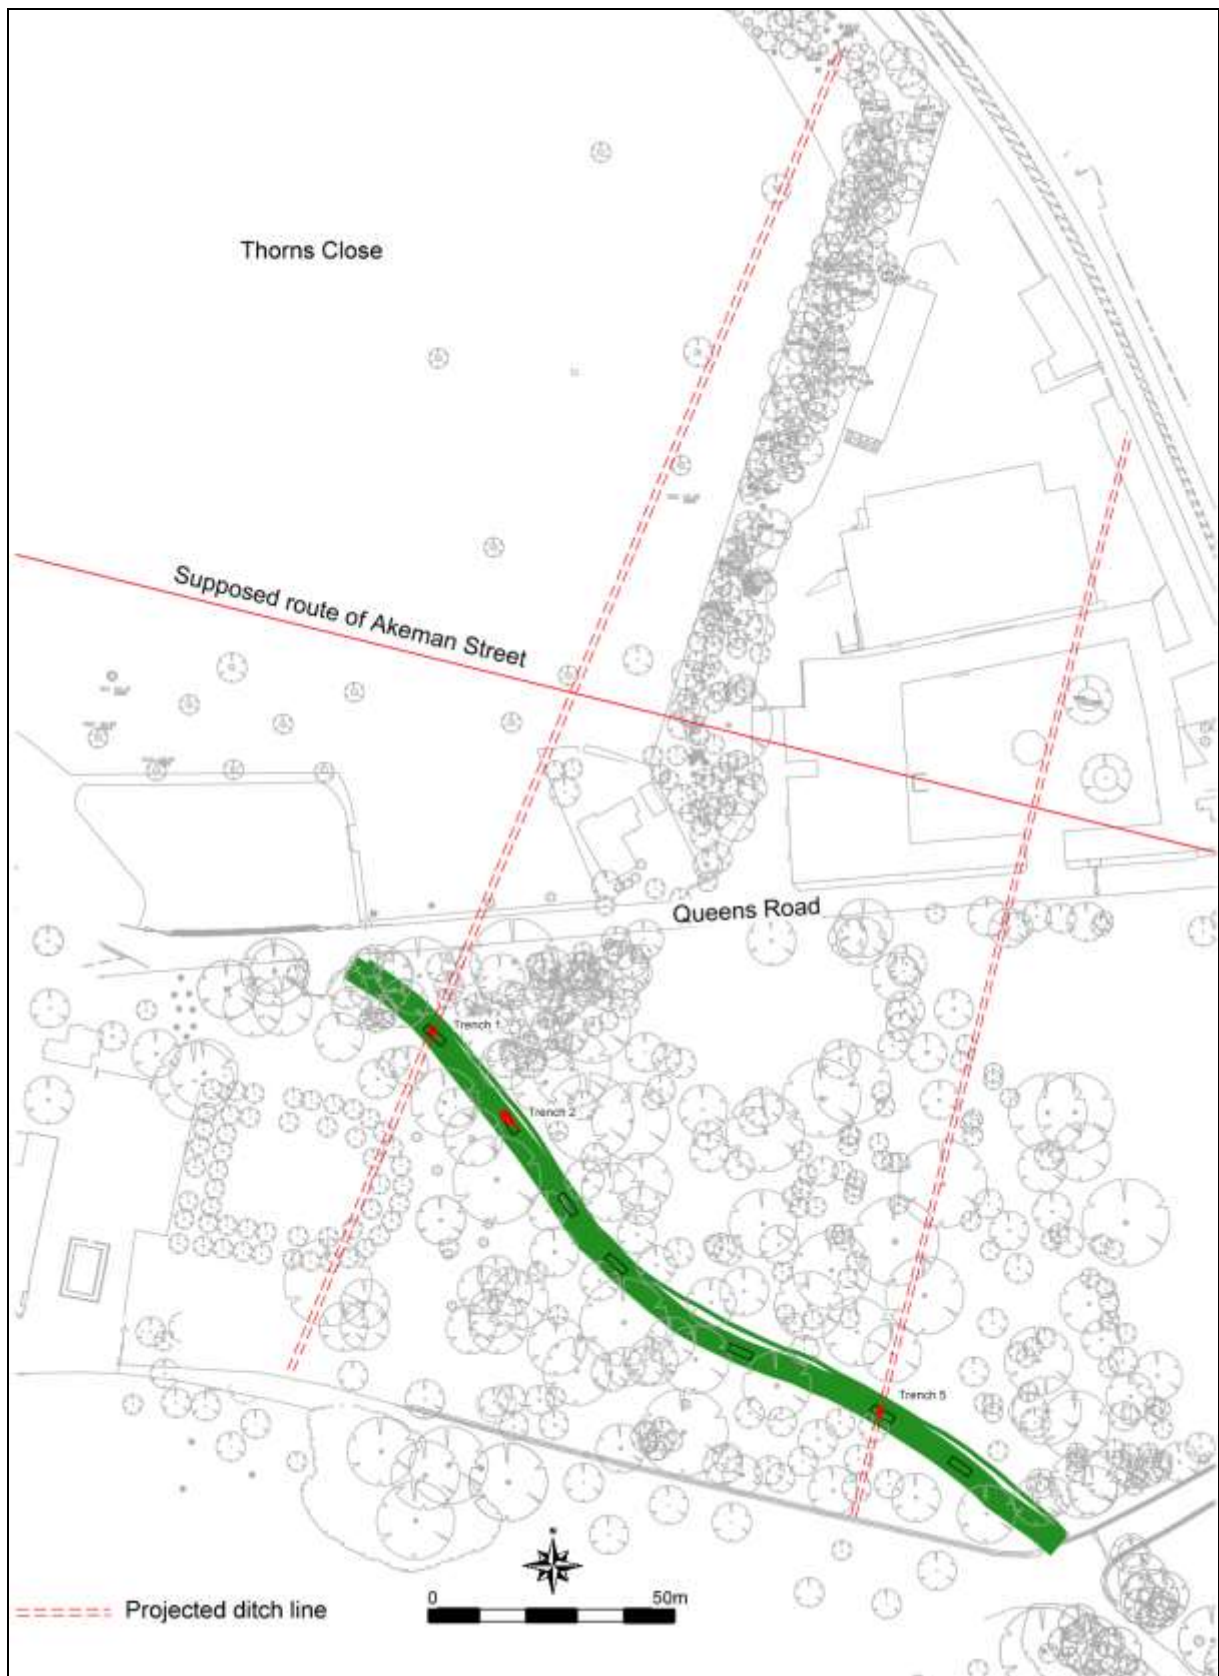 Thorns Close
Supposed route of Akeman Street
Queens Road
Trench 1
Trench 2
Trench 5
0 50m
Projected ditch line